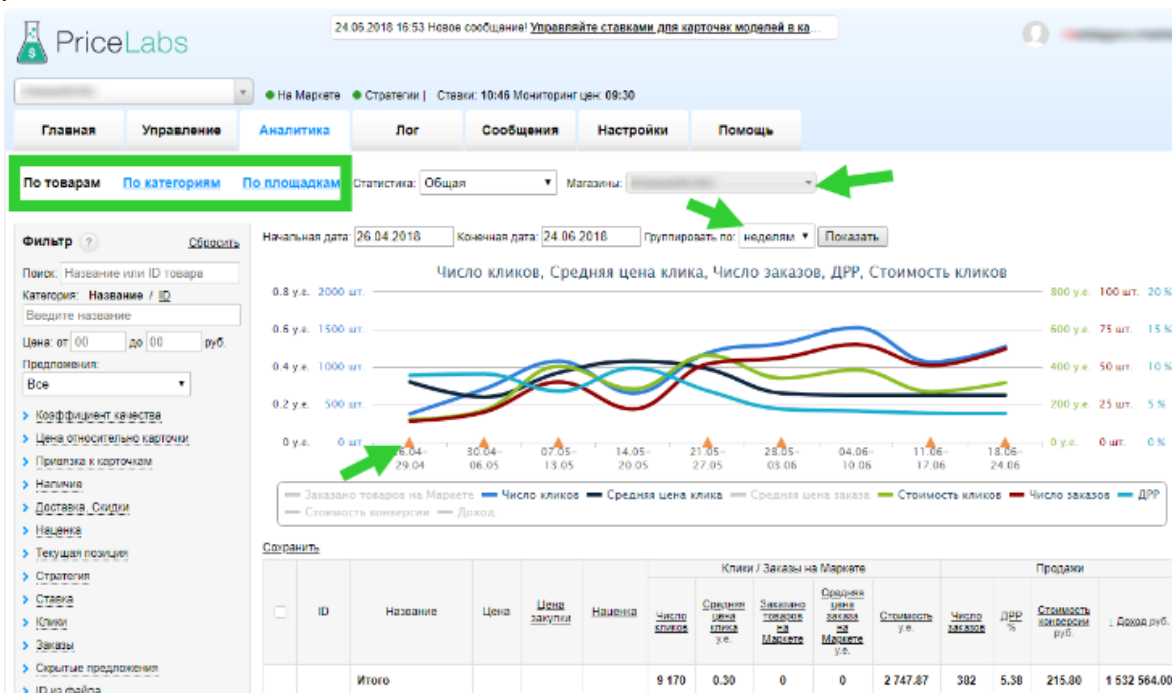 24.06.2018 16:53 Новое сообщение! Управляйте ставками для карточек моделей в ка...
PriceLabs
На Маркете Стратегии | Ставки: 10:46 Мониторинг цен: 09:30
Главная Управление Аналитика Лог Сообщения Настройки Помощь
По товарам По категориям По площадкам Статистика: Общая Магазины:
Фильтр ? Сбросить
Начальная дата: 26.04.2018 Конечная дата: 24.06.2018 Группировать по: неделям Показать
Поиск: Название или ID товара
Категория: Название / ID
Введите название
Цена: от 00 до 00 руб.
Предложения:
Все
Коэффициент качества
Цена относительно карточки
Привязка к карточкам
Наличие
Доставка, Скидки
Наценка
Текущая позиция
Стратегия
Ставка
Клики
Заказы
Скрытые предложения
ID из файла
Число кликов, Средняя цена клика, Число заказов, ДРР, Стоимость кликов
0.8 у.е. 2000 шт. 800 у.е. 100 шт. 20 %
0.6 у.е. 1500 шт. 600 у.е. 75 шт. 15 %
0.4 у.е. 1000 шт. 400 у.е. 50 шт. 10 %
0.2 у.е. 500 шт. 200 у.е. 25 шт. 5 %
0 у.е. 0 шт. 0 у.е. 0 шт. 0 %
26.04- 30.04- 07.05- 14.05- 21.05- 28.05- 04.06- 11.06- 18.06-
29.04 06.05 13.05 20.05 27.05 03.06 10.06 17.06 24.06
Заказано товаров на Маркете Число кликов Средняя цена клика Средняя цена заказа Стоимость кликов Число заказов ДРР
Стоимость конверсии Доход
Сохранить
Клики / Заказы на Маркете Продажи
ID Название Цена Цена закупки Наценка Число кликов Средняя цена клика у.е. Заказано товаров на Маркете Средняя цена заказа на Маркете у.е. Стоимость у.е. Число заказов ДРР % Стоимость конверсии руб. ↓ Доход руб.
Итого 9 170 0.30 0 0 2 747.87 382 5.38 215.80 1 532 564.00